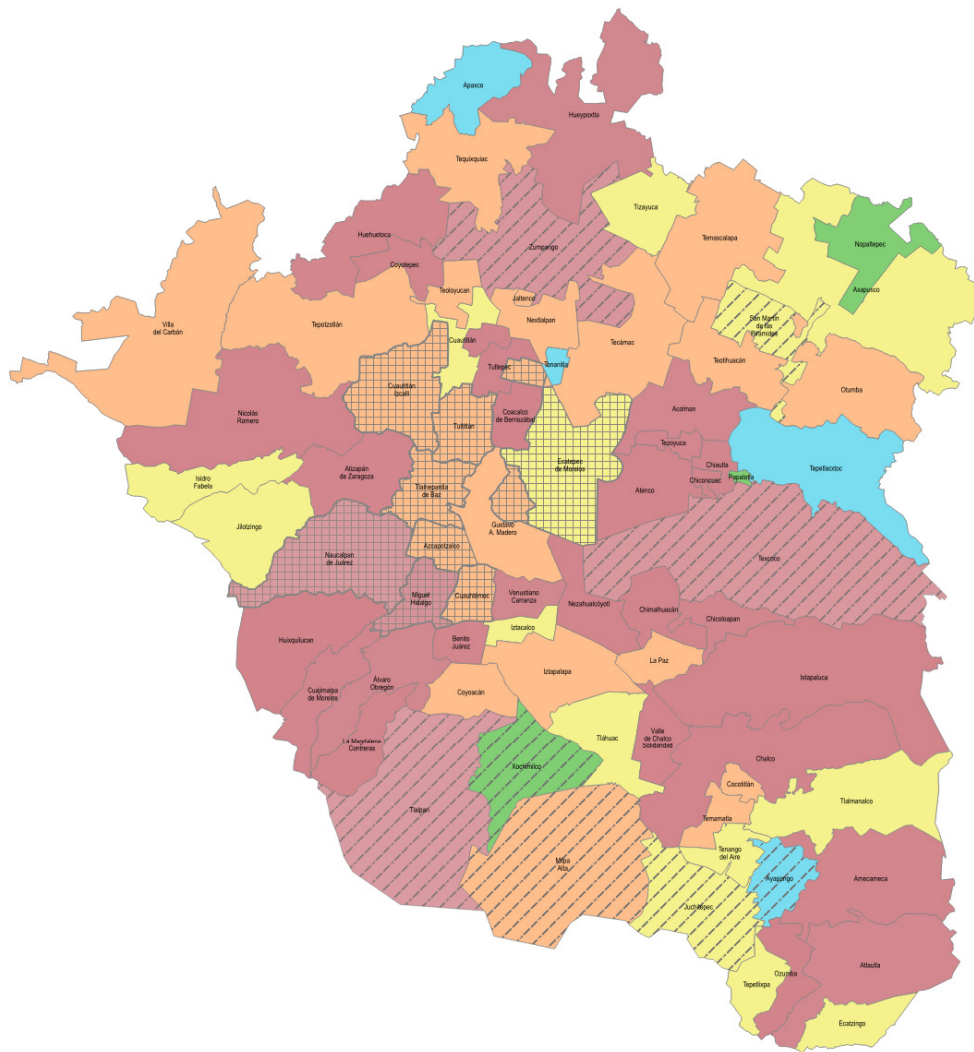 Apaxco
Hueypoxtla
Tequixquiac
Tizayuca
Temascalapa
Huehuetoca
Zumpango
Nopaltepec
Coyotepec
Teoloyucan
Axapusco
Jaltenco
Villa
del Carbón
Tepotzotlán
Nextlalpan
San Martín
de las
Pirámides
Cuautitlán
Tecámac
Teotihuacán
Tultepec
Tonanitla
Cuautitlán
Izcalli
Otumba
Nicolás
Romero
Coacalco
de Berriozábal
Acolman
Tultitlán
Tezoyuca
Ecatepec
de Morelos
Chiautla
Tepetlaoxtoc
Atizapán
de Zaragoza
Isidro
Fabela
Tlalnepantla
de Baz
Chiconcuac
Papalotla
Atenco
Jilotzingo
Gustavo
A. Madero
Azcapotzalco
Naucalpan
de Juárez
Texcoco
Miguel
Hidalgo
Cuauhtémoc
Venustiano
Carranza
Nezahualcóyotl
Chimalhuacán
Chicoloapan
Iztacalco
Huixquilucan
Benito
Juárez
La Paz
Iztapalapa
Ixtapaluca
Álvaro
Obregón
Cuajimalpa
de Morelos
Coyoacán
Valle
de Chalco
Solidaridad
Tláhuac
La Magdalena
Contreras
Chalco
Xochimilco
Cocotitlán
Tlalmanalco
Tlalpan
Temamatla
Tenango
del Aire
Milpa
Alta
Ayapango
Amecameca
Juchitepec
Atlautla
Ozumba
Tepetlixpa
Ecatzingo